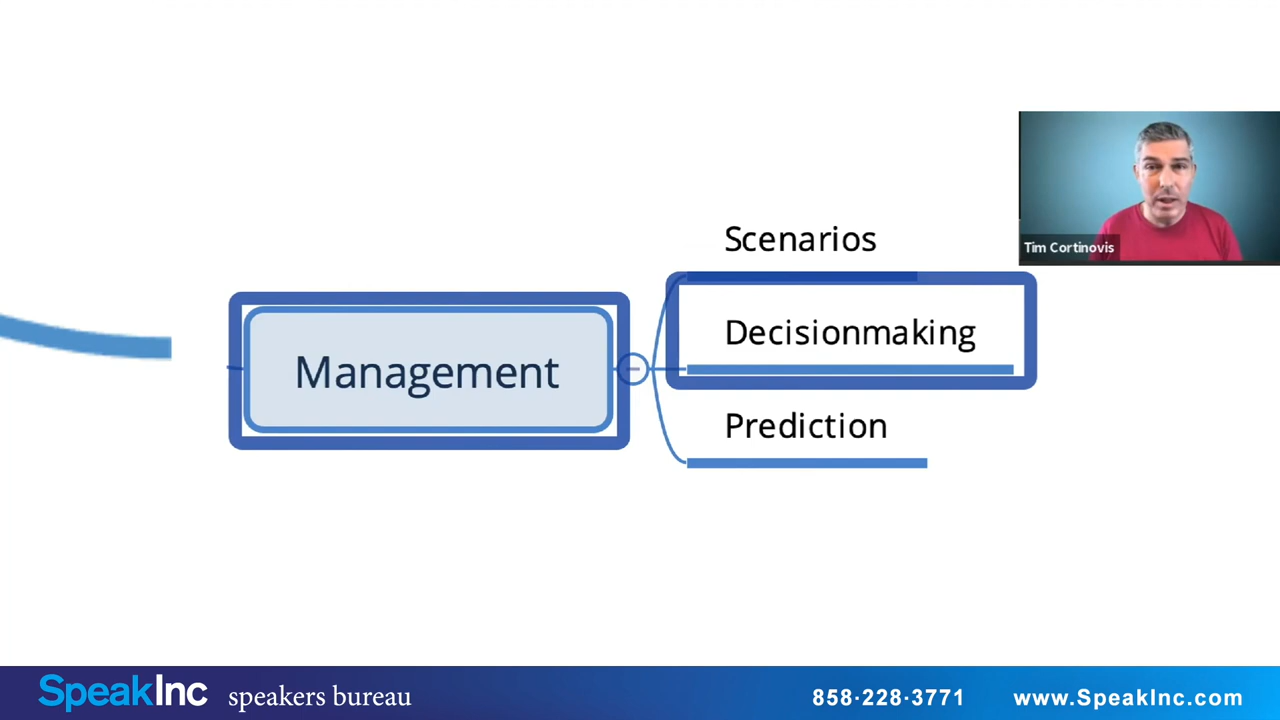 Scenarios
Tim Cortinovis
Decisionmaking
Management
Prediction
SpeakInc speakers bureau
858·228·3771
www.SpeakInc.com